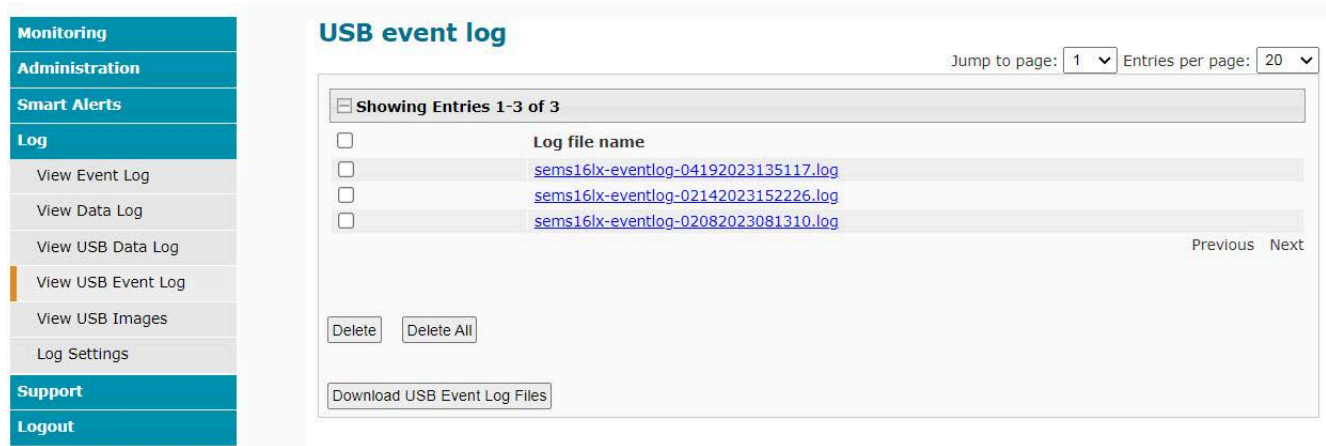 Monitoring
Administration
Smart Alerts
Log
View Event Log
View Data Log
View USB Data Log
View USB Event Log
View USB Images
Log Settings
Support
Logout
USB event log
Jump to page: 1 Entries per page: 20
Showing Entries 1-3 of 3
Log file name
sems16lx-eventlog-04192023135117.log
sems16lx-eventlog-02142023152226.log
sems16lx-eventlog-02082023081310.log
Previous Next
Delete Delete All
Download USB Event Log Files